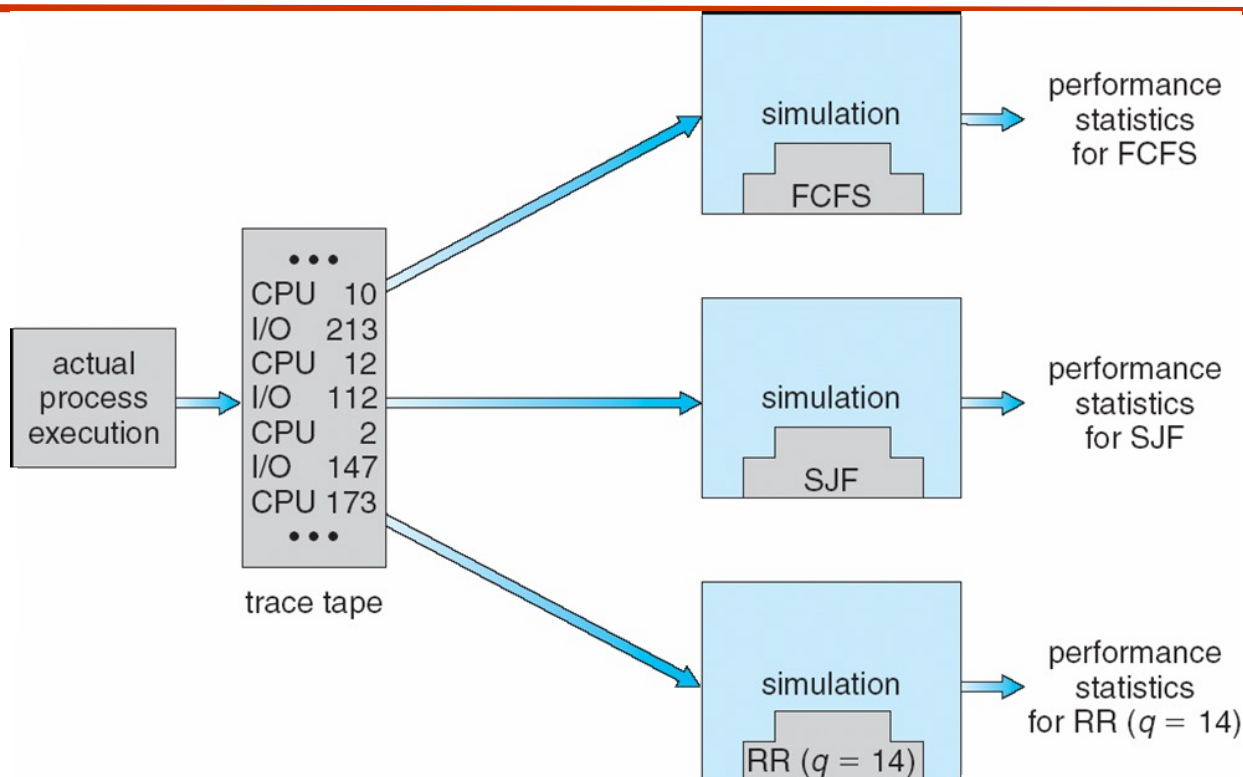 actual
process
execution
• • •
CPU 10
I/O 213
CPU 12
I/O 112
CPU 2
I/O 147
CPU 173
• • •
trace tape
simulation
FCFS
performance
statistics
for FCFS
simulation
SJF
performance
statistics
for SJF
simulation
RR (q = 14)
performance
statistics
for RR (q = 14)